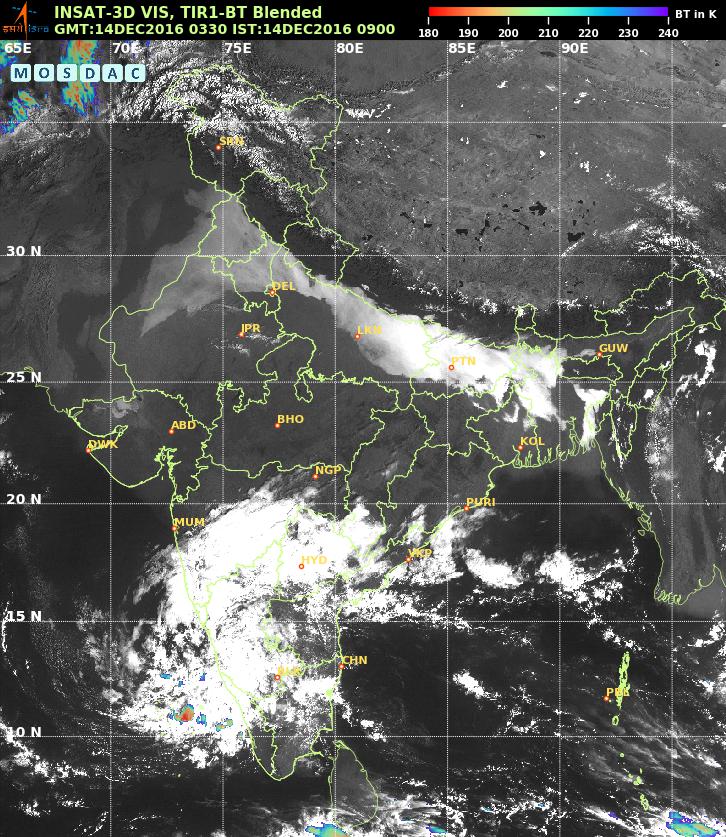 INSAT-3D VIS, TIR1-BT Blended
GMT:14DEC2016 0330 IST:14DEC2016 0900
BT in K
180 190 200 210 220 230 240
65E 70E 75E 80E 85E 90E
MOSDAC
SRN
30 N
DEL
JPR LKN
GUW
PTN
25 N
ABD BHO
DWK KOL
NGP
20 N
PURI
MUM
VKP
HYD
15 N
CHN
PBL
10 N